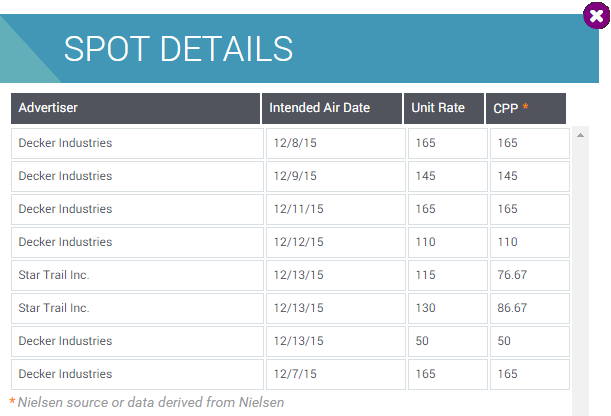 SPOT DETAILS
Advertiser Intended Air Date Unit Rate CPP *
Decker Industries 12/8/15 165 165
Decker Industries 12/9/15 145 145
Decker Industries 12/11/15 165 165
Decker Industries 12/12/15 110 110
Star Trail Inc. 12/13/15 115 76.67
Star Trail Inc. 12/13/15 130 86.67
Decker Industries 12/13/15 50 50
Decker Industries 12/7/15 165 165
*Nielsen source or data derived from Nielsen